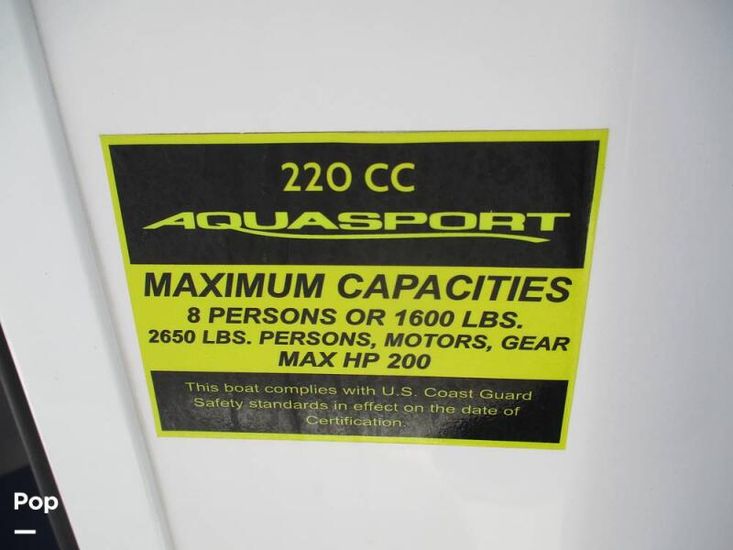 220 CC
AQUASPORT
MAXIMUM CAPACITIES
8 PERSONS OR 1600 LBS.
2650 LBS. PERSONS, MOTORS, GEAR
MAX HP 200
This boat complies with U.S. Coast Guard
Safety standards in effect on the date of
Certification.
Pop